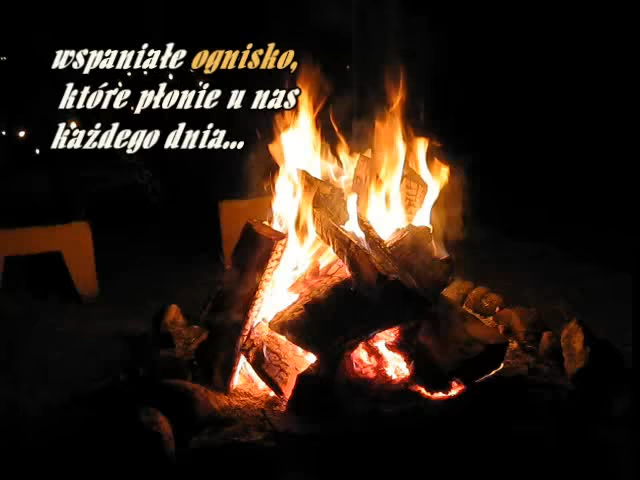 wspaniałe ognisko,
które płonie u nas
każdego dnia...